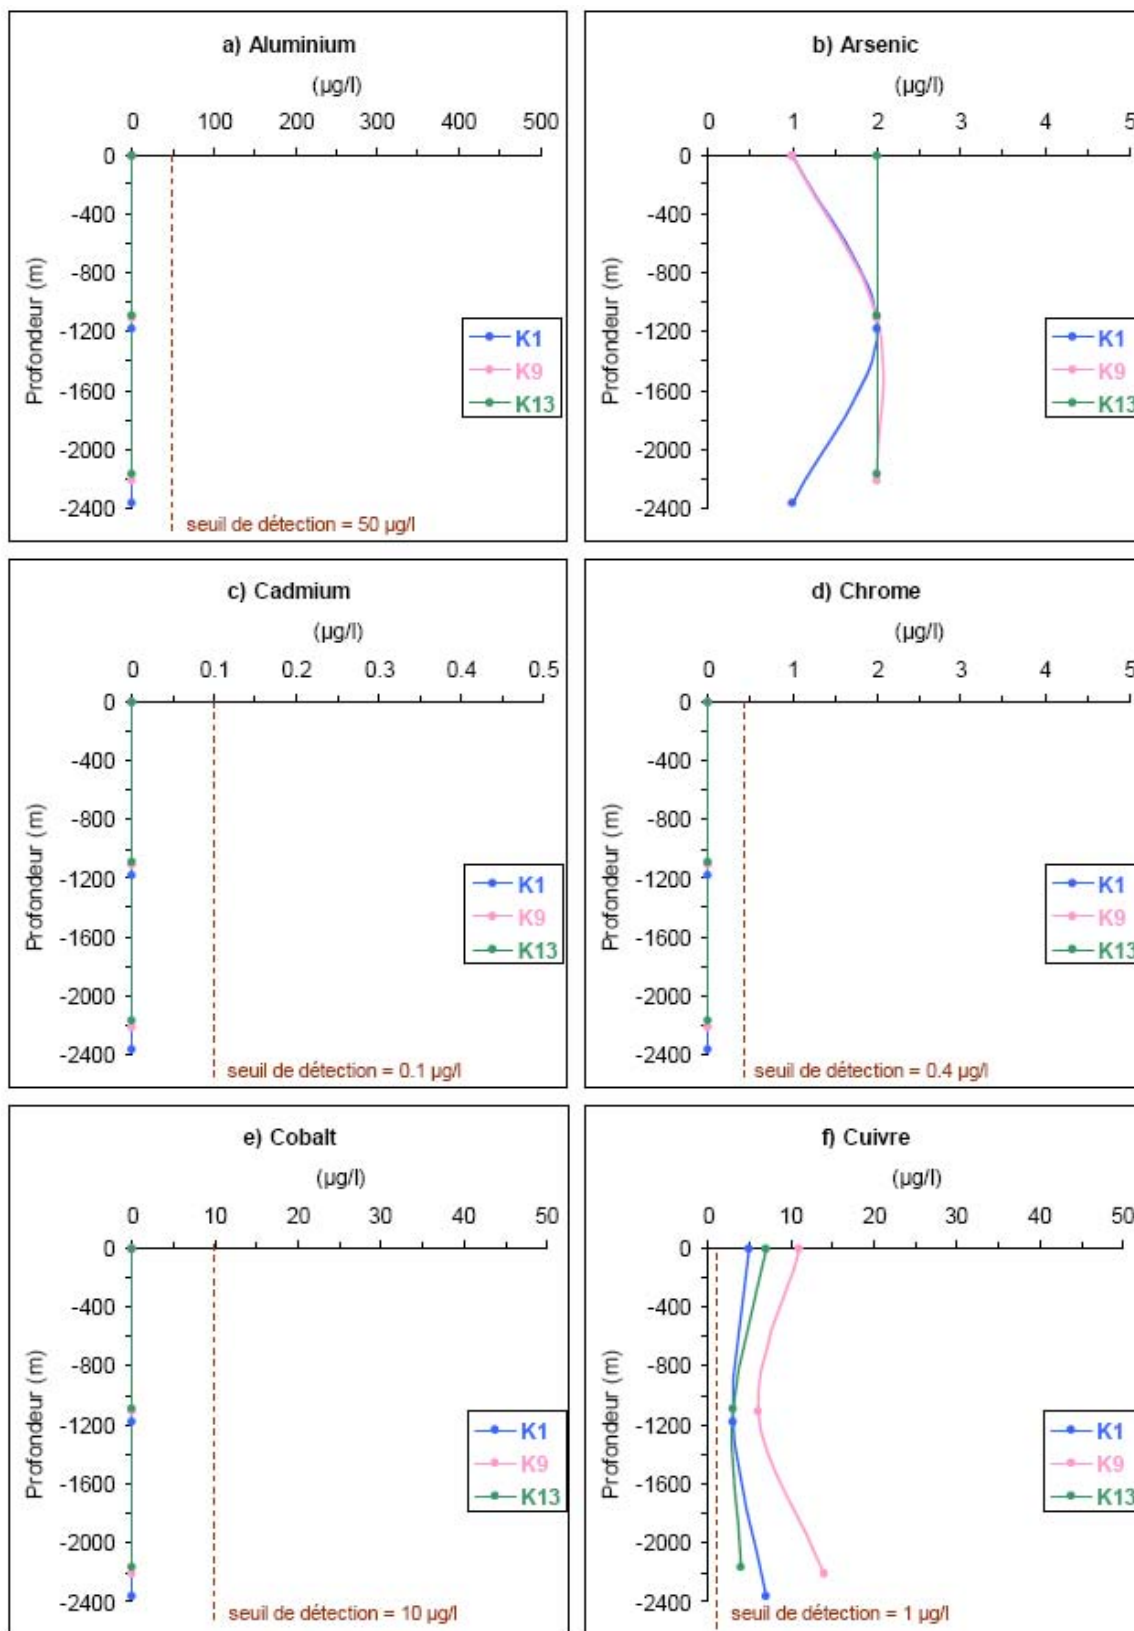 a) Aluminium
(µg/l)
0 100 200 300 400 500
0
-400
-800
-1200
-1600
-2000
-2400
Profondeur (m)
K1
K9
K13
seuil de détection = 50 µg/l
b) Arsenic
(µg/l)
0 1 2 3 4 5
0
-400
-800
-1200
-1600
-2000
-2400
Profondeur (m)
K1
K9
K13
c) Cadmium
(µg/l)
0 0.1 0.2 0.3 0.4 0.5
0
-400
-800
-1200
-1600
-2000
-2400
Profondeur (m)
K1
K9
K13
seuil de détection = 0.1 µg/l
d) Chrome
(µg/l)
0 1 2 3 4 5
0
-400
-800
-1200
-1600
-2000
-2400
Profondeur (m)
K1
K9
K13
seuil de détection = 0.4 µg/l
e) Cobalt
(µg/l)
0 10 20 30 40 50
0
-400
-800
-1200
-1600
-2000
-2400
Profondeur (m)
K1
K9
K13
seuil de détection = 10 µg/l
f) Cuivre
(µg/l)
0 10 20 30 40 50
0
-400
-800
-1200
-1600
-2000
-2400
Profondeur (m)
K1
K9
K13
seuil de détection = 1 µg/l